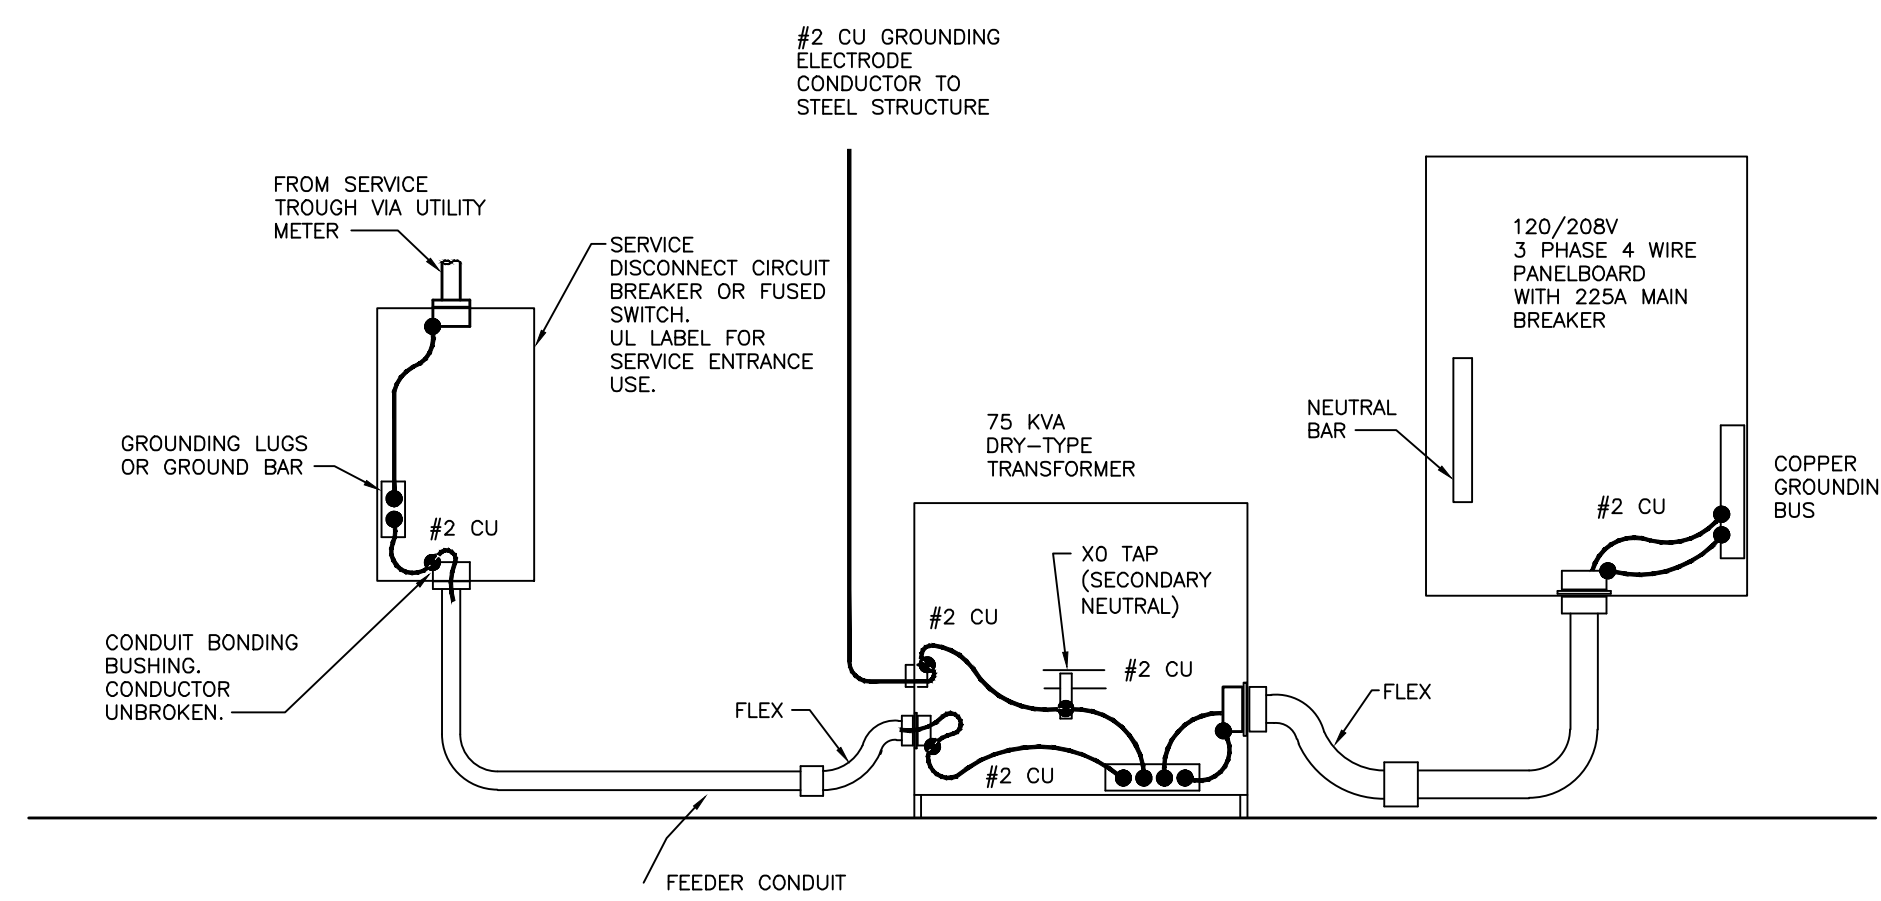 #2 CU GROUNDING
ELECTRODE
CONDUCTOR TO
STEEL STRUCTURE
FROM SERVICE
TROUGH VIA UTILITY
METER
SERVICE
DISCONNECT CIRCUIT
BREAKER OR FUSED
SWITCH.
UL LABEL FOR
SERVICE ENTRANCE
USE.
120/208V
3 PHASE 4 WIRE
PANELBOARD
WITH 225A MAIN
BREAKER
GROUNDING LUGS
OR GROUND BAR
#2 CU
75 KVA
DRY-TYPE
TRANSFORMER
NEUTRAL
BAR
COPPER
GROUNDIN
BUS
#2 CU
XO TAP
(SECONDARY
NEUTRAL)
#2 CU
#2 CU
CONDUIT BONDING
BUSHING.
CONDUCTOR
UNBROKEN.
FLEX
FLEX
#2 CU
FEEDER CONDUIT